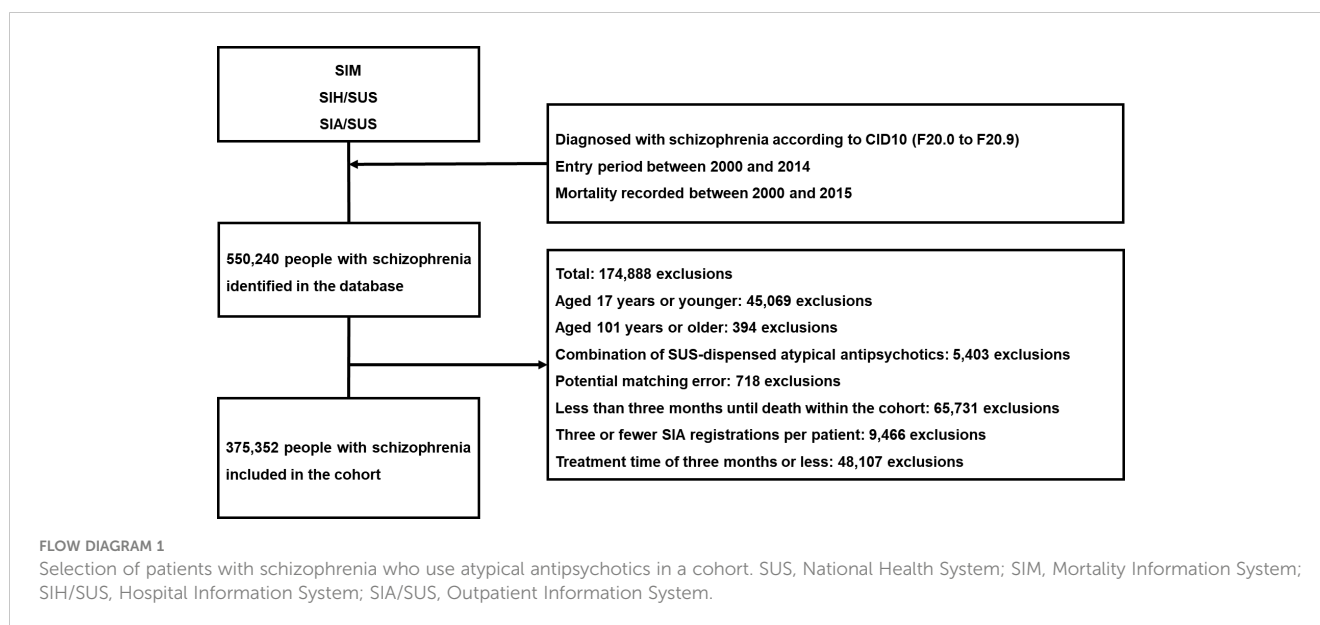 SIM
SIH/SUS
SIA/SUS
Diagnosed with schizophrenia according to CID10 (F20.0 to F20.9)
Entry period between 2000 and 2014
Mortality recorded between 2000 and 2015
550,240 people with schizophrenia
identified in the database
Total: 174,888 exclusions
Aged 17 years or younger: 45,069 exclusions
Aged 101 years or older: 394 exclusions
Combination of SUS-dispensed atypical antipsychotics: 5,403 exclusions
Potential matching error: 718 exclusions
Less than three months until death within the cohort: 65,731 exclusions
Three or fewer SIA registrations per patient: 9,466 exclusions
Treatment time of three months or less: 48,107 exclusions
375,352 people with schizophrenia
included in the cohort
FLOW DIAGRAM 1
Selection of patients with schizophrenia who use atypical antipsychotics in a cohort. SUS, National Health System; SIM, Mortality Information System;
SIH/SUS, Hospital Information System; SIA/SUS, Outpatient Information System.